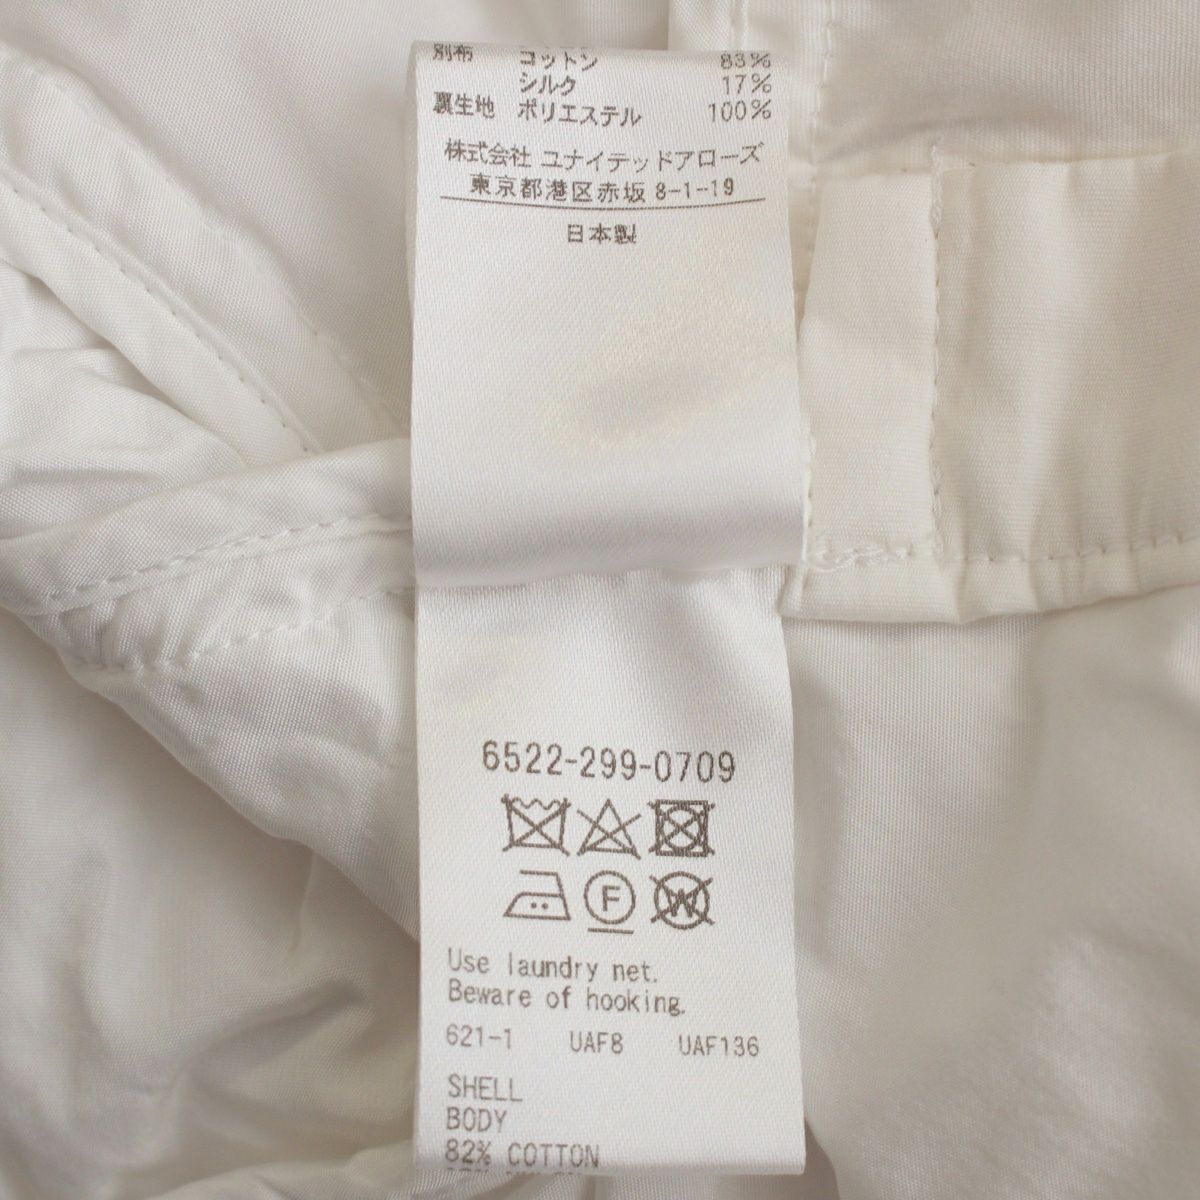 別布 コットン 83%
シルク 17%
裏生地 ポリエステル 100%
株式会社 ユナイテッドアローズ
東京都港区赤坂 8-1-19
日本製
6522-299-0709
F
W
Use laundry net.
Beware of hooking.
621-1 UAF8 UAF136
SHELL
BODY
82% COTTON